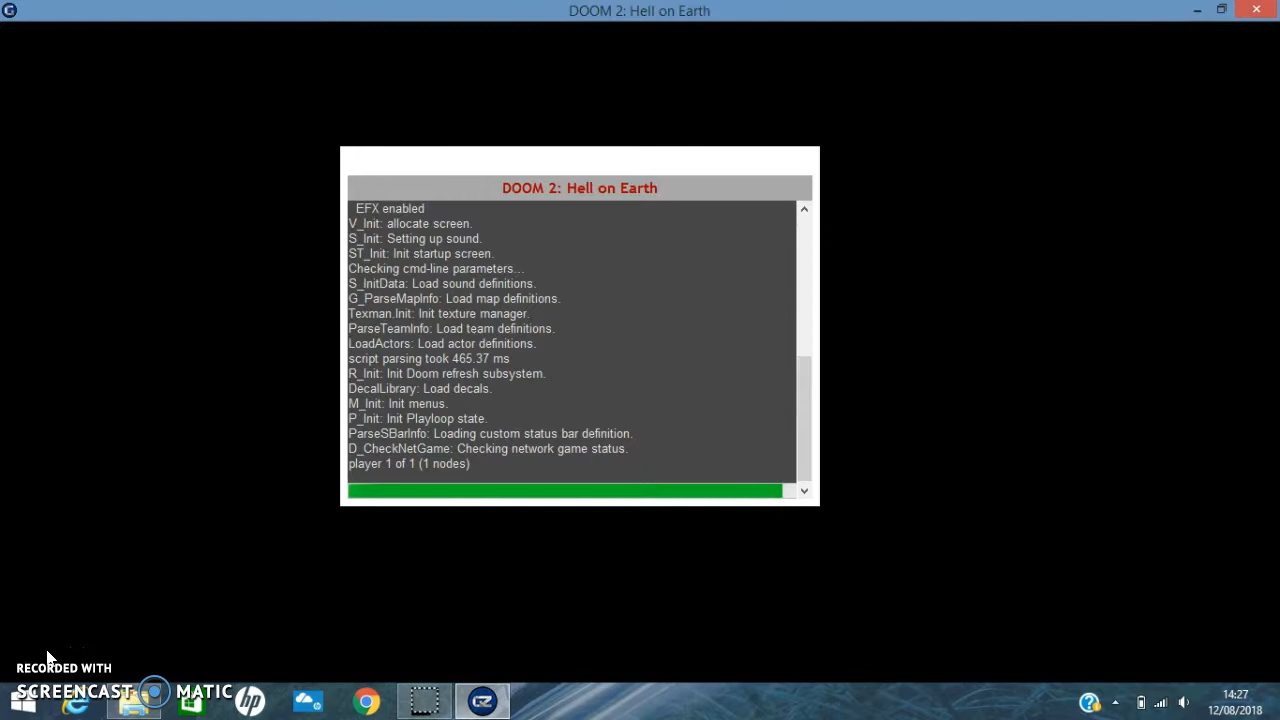 DOOM 2: Hell on Earth
DOOM 2: Hell on Earth
EFX enabled
V_Init: allocate screen.
S_Init: Setting up sound.
ST_Init: Init startup screen.
Checking cmd-line parameters...
S_InitData: Load sound definitions.
G_ParseMapInfo: Load map definitions.
Texman.Init: Init texture manager.
ParseTeamInfo: Load team definitions.
LoadActors: Load actor definitions.
script parsing took 465.37 ms
R_Init: Init Doom refresh subsystem.
DecalLibrary: Load decals.
M_Init: Init menus.
P_Init: Init Playloop state.
ParseSBarInfo: Loading custom status bar definition.
D_CheckNetGame: Checking network game status.
player 1 of 1 (1 nodes)
RECORDED WITH
SCREENCAST MATIC
hp
14:27
12/08/2018